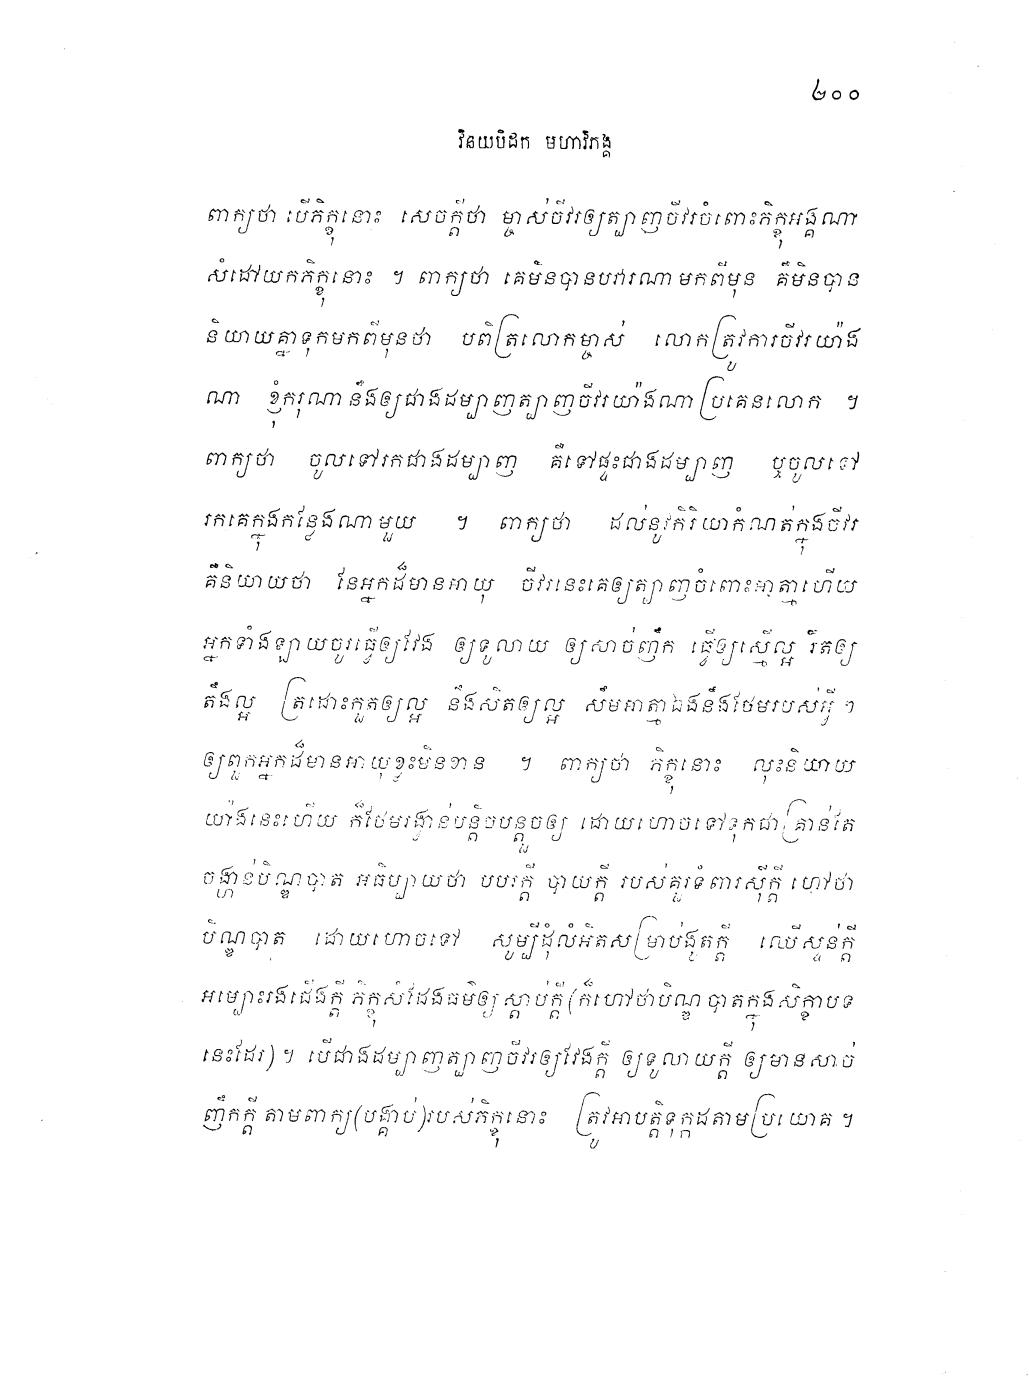 ២០០
វិនយបិដក មហាវិភង្គ
ពាក្យថា បើភិក្ខុនោះ សេចក្តីថា ម្ចាស់ចីវរឲ្យត្បាញចីវរចំពោះភិក្ខុអង្គណា
សំដៅយកភិក្ខុនោះ ។ ពាក្យថា គេមិនបានបវារណាមកពីមុន គឺមិនបាន
និយាយគ្នាទុកមកពីមុនថា បពិត្រលោកម្ចាស់ លោកត្រូវការចីវរយ៉ាង
ណា ខ្ញុំករុណានឹងឲ្យជាងដម្បាញត្បាញចីវរយ៉ាងណាប្រគេនលោក ។
ពាក្យថា ចូលទៅរកជាងដម្បាញ គឺទៅផ្ទះជាងដម្បាញ ឬចូលទៅ
រកគេក្នុងកន្លែងណាមួយ ។ ពាក្យថា ដល់នូវកិរិយាកំណត់ក្នុងចីវរ
គឺនិយាយថា នែអ្នកដ៏មានអាយុ ចីវរនេះគេឲ្យត្បាញចំពោះអាត្មាហើយ
អ្នកទាំងឡាយចូរធ្វើឲ្យវែង ឲ្យទូលាយ ឲ្យសាច់ញឹក ធ្វើឲ្យស្មើល្អ រឹតឲ្យ
តឹងល្អ ត្រដោះកួតឲ្យល្អ នឹងសិតឲ្យល្អ សឹមអាត្មាឯងនឹងថែមរបស់អ្វី ៗ
ឲ្យពួកអ្នកដ៏មានអាយុខ្លះមិនខាន ។ ពាក្យថា ភិក្ខុនោះ លុះនិយាយ
យ៉ាងនេះហើយ ក៏ថែមរង្វាន់បន្តិចបន្តួចឲ្យ ដោយហោចទៅទុកជាគ្រាន់តែ
ចង្ហាន់បិណ្ឌបាត អធិប្បាយថា បបរក្តី បាយក្តី របស់គួរទំពារស៊ីក្តី ហៅថា
បិណ្ឌបាត ដោយហោចទៅ សូម្បីដុំលំអិតសម្រាប់ងូតក្តី ឈើស្ទន់ក្តី
អម្បោះរងជើងក្តី ភិក្ខុសំដែងធម៌ឲ្យស្តាប់ក្តី (ក៏ហៅថាបិណ្ឌបាតក្នុងសិក្ខាបទ
នេះដែរ) ។ បើជាងដម្បាញត្បាញចីវរឲ្យវែងក្តី ឲ្យទូលាយក្តី ឲ្យមានសាច់
ញឹកក្តី តាមពាក្យ(បង្គាប់)របស់ភិក្ខុនោះ ត្រូវអាបត្តិទុក្កដតាមប្រយោគ ។